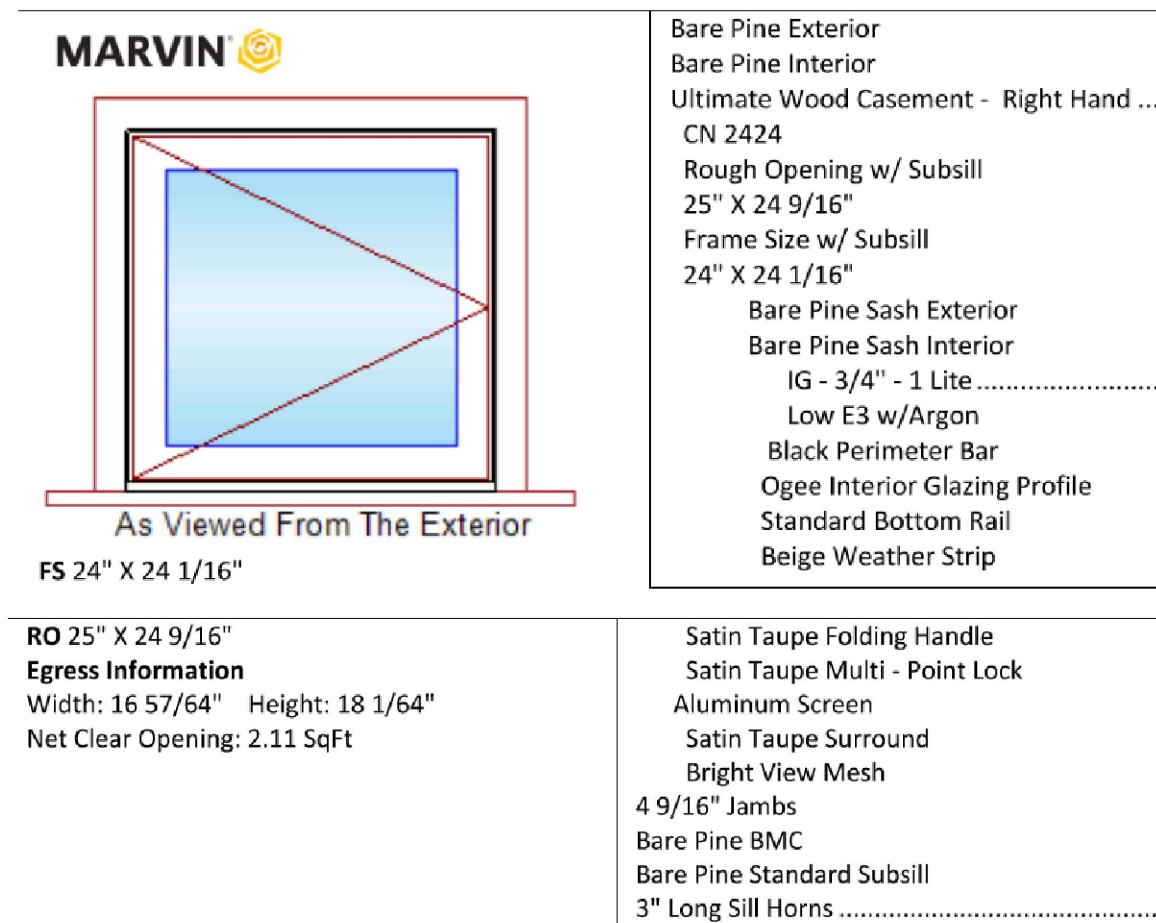 MARVIN
As Viewed From The Exterior
FS 24" X 24 1/16"
Bare Pine Exterior
Bare Pine Interior
Ultimate Wood Casement - Right Hand ...
CN 2424
Rough Opening w/ Subsill
25" X 24 9/16"
Frame Size w/ Subsill
24" X 24 1/16"
Bare Pine Sash Exterior
Bare Pine Sash Interior
IG - 3/4" - 1 Lite .........................
Low E3 w/Argon
Black Perimeter Bar
Ogee Interior Glazing Profile
Standard Bottom Rail
Beige Weather Strip
RO 25" X 24 9/16"
Egress Information
Width: 16 57/64" Height: 18 1/64"
Net Clear Opening: 2.11 SqFt
Satin Taupe Folding Handle
Satin Taupe Multi - Point Lock
Aluminum Screen
Satin Taupe Surround
Bright View Mesh
4 9/16" Jambs
Bare Pine BMC
Bare Pine Standard Subsill
3" Long Sill Horns ............................................